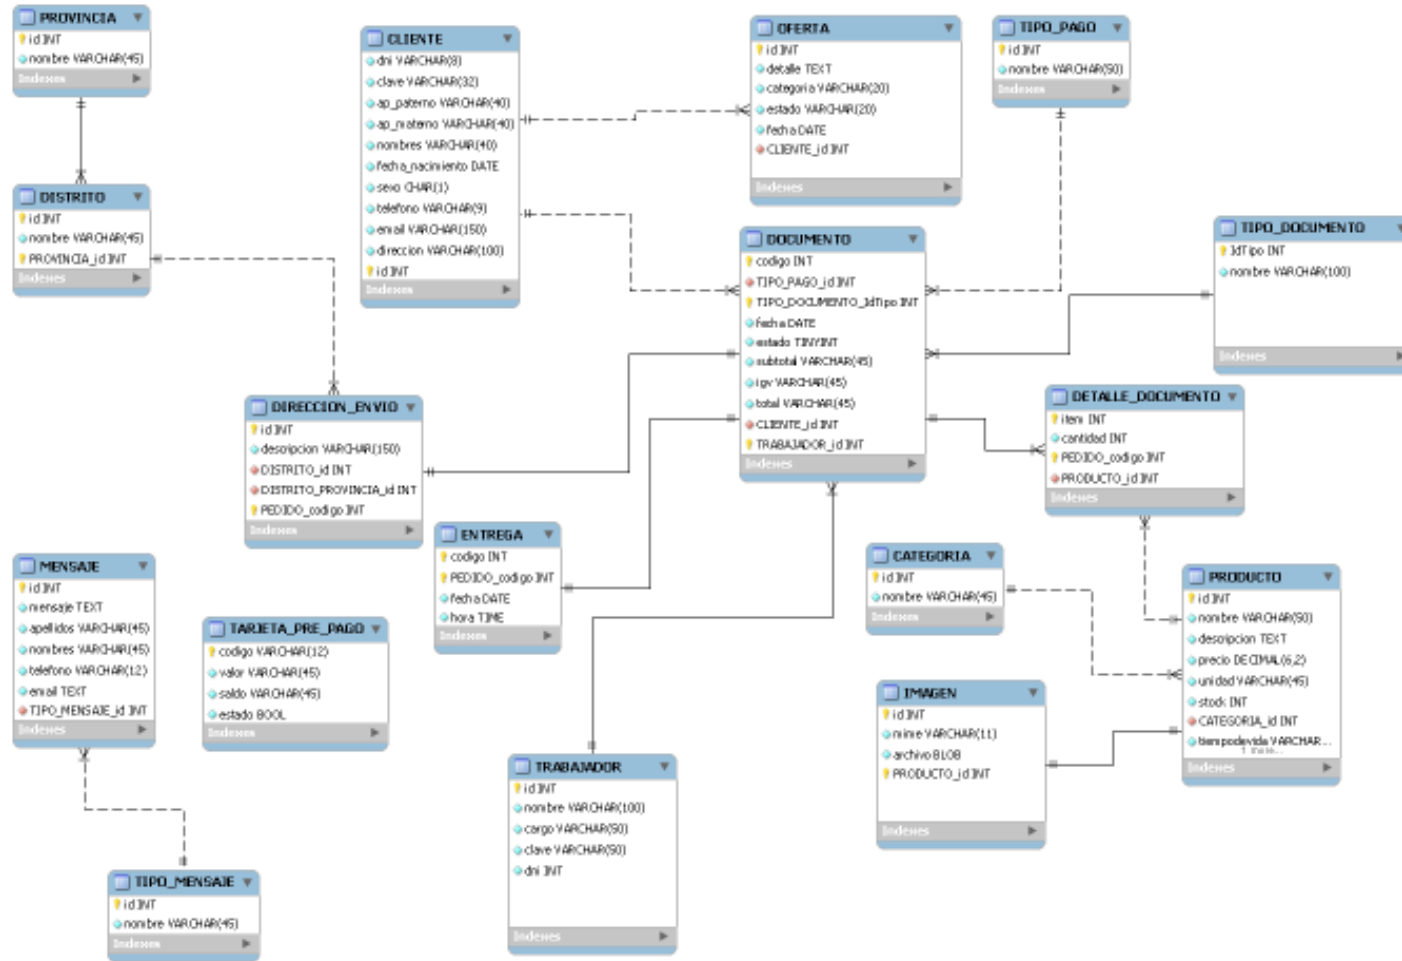 PROVINCIA
id INT
nombre VARCHAR(45)
Indexes
DISTRITO
id INT
nombre VARCHAR(45)
PROVINCIA_id INT
Indexes
CLIENTE
dni VARCHAR(8)
clave VARCHAR(32)
ap_paterno VARCHAR(40)
ap_materno VARCHAR(40)
nombres VARCHAR(40)
fecha_nacimiento DATE
sexo CHAR(1)
telefono VARCHAR(9)
email VARCHAR(150)
direccion VARCHAR(100)
id INT
Indexes
OFERTA
id INT
detalle TEXT
categoria VARCHAR(20)
estado VARCHAR(20)
fecha DATE
CLIENTE_id INT
Indexes
TIPO_PAGO
id INT
nombre VARCHAR(50)
Indexes
DOCUMENTO
codigo INT
TIPO_PAGO_id INT
TIPO_DOCUMENTO_IdTipo INT
fecha DATE
estado TINYINT
subtotal VARCHAR(45)
igv VARCHAR(45)
total VARCHAR(45)
CLIENTE_id INT
TRABAJADOR_id INT
Indexes
TIPO_DOCUMENTO
IdTipo INT
nombre VARCHAR(100)
Indexes
DIRECCION_ENVIO
id INT
descripcion VARCHAR(150)
DISTRITO_id INT
DISTRITO_PROVINCIA_id INT
PEDIDO_codigo INT
Indexes
DETALLE_DOCUMENTO
item INT
cantidad INT
PEDIDO_codigo INT
PRODUCTO_id INT
Indexes
ENTREGA
codigo INT
PEDIDO_codigo INT
fecha DATE
hora TIME
Indexes
MENSAJE
id INT
mensaje TEXT
apellidos VARCHAR(45)
nombres VARCHAR(45)
telefono VARCHAR(12)
email TEXT
TIPO_MENSAJE_id INT
Indexes
TARJETA_PRE_PAGO
codigo VARCHAR(12)
valor VARCHAR(45)
saldo VARCHAR(45)
estado BOOL
Indexes
CATEGORIA
id INT
nombre VARCHAR(45)
Indexes
PRODUCTO
id INT
nombre VARCHAR(50)
descripcion TEXT
precio DECIMAL(6,2)
unidad VARCHAR(45)
stock INT
CATEGORIA_id INT
tiempodevida VARCHAR...
1 more...
Indexes
IMAGEN
id INT
mime VARCHAR(11)
archivo BLOB
PRODUCTO_id INT
Indexes
TRABAJADOR
id INT
nombre VARCHAR(100)
cargo VARCHAR(50)
clave VARCHAR(50)
dni INT
Indexes
TIPO_MENSAJE
id INT
nombre VARCHAR(45)
Indexes